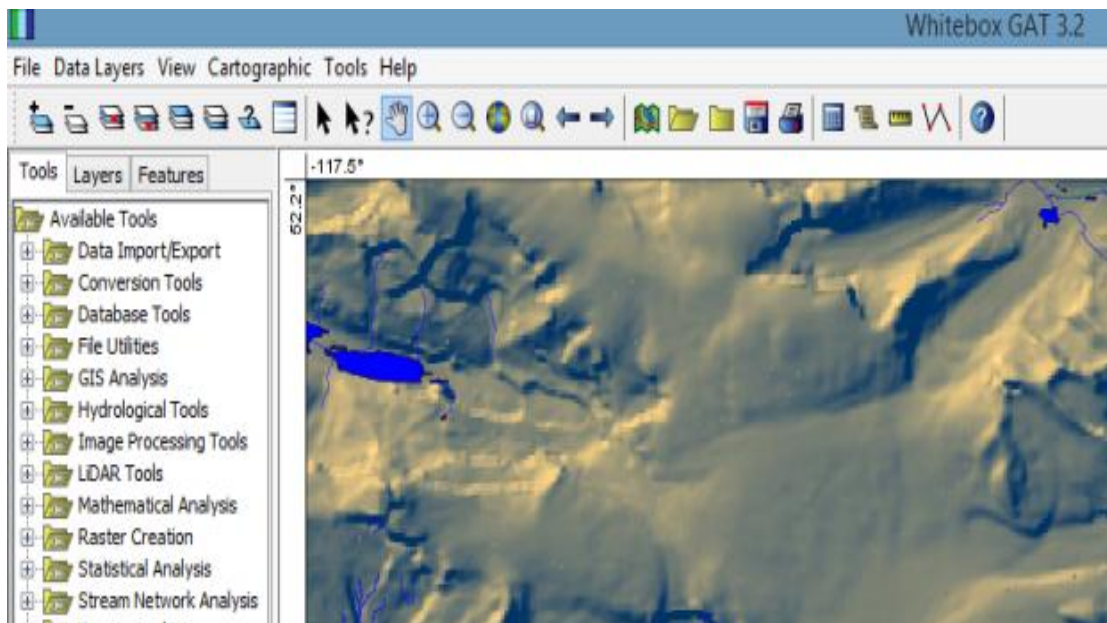 Whitebox GAT 3.2
File Data Layers View Cartographic Tools Help
?
?
Tools Layers Features
-117.5°
52.2°
Available Tools
Data Import/Export
Conversion Tools
Database Tools
File Utilities
GIS Analysis
Hydrological Tools
Image Processing Tools
LiDAR Tools
Mathematical Analysis
Raster Creation
Statistical Analysis
Stream Network Analysis